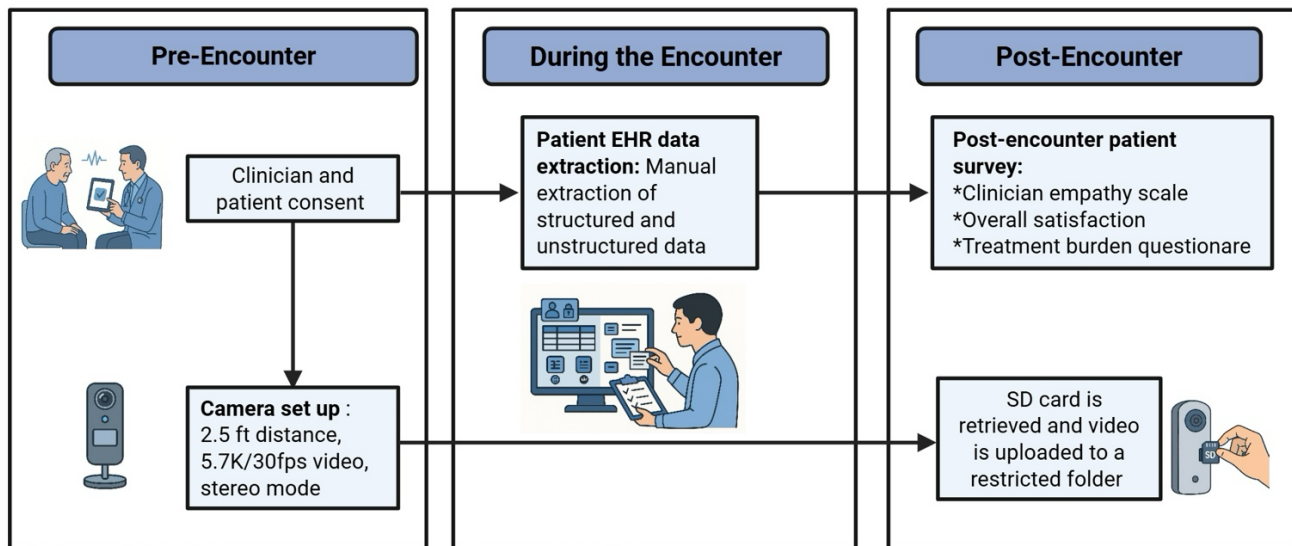 Pre-Encounter
Clinician and
patient consent
Camera set up :
2.5 ft distance,
5.7K/30fps video,
stereo mode
During the Encounter
Patient EHR data
extraction: Manual
extraction of
structured and
unstructured data
Post-Encounter
Post-encounter patient
survey:
*Clinician empathy scale
*Overall satisfaction
*Treatment burden questionare
SD card is
retrieved and video
is uploaded to a
restricted folder
SD